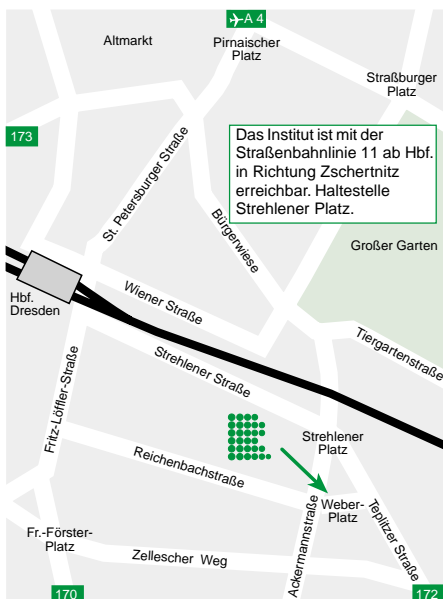 A 4
Altmarkt
Pirnaischer
Platz
Straßburger
Platz
173
Das Institut ist mit der
Straßenbahnlinie 11 ab Hbf.
in Richtung Zschertnitz
erreichbar. Haltestelle
Strehlener Platz.
St. Petersburger Straße
Bürgerwiese
Großer Garten
Hbf.
Dresden
Wiener Straße
Tiergartenstraße
Strehlener Straße
Fritz-Löffler-Straße
Strehlener
Platz
Reichenbachstraße
Weber-
Platz
Teplitzer Straße
Ackermannstraße
Fr.-Förster-
Platz
Zellescher Weg
170
172